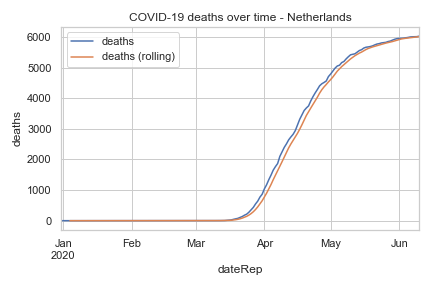 COVID-19 deaths over time - Netherlands
deaths
deaths (rolling)
6000
5000
4000
3000
2000
1000
0
deaths
Jan Feb Mar Apr May Jun
2020
dateRep